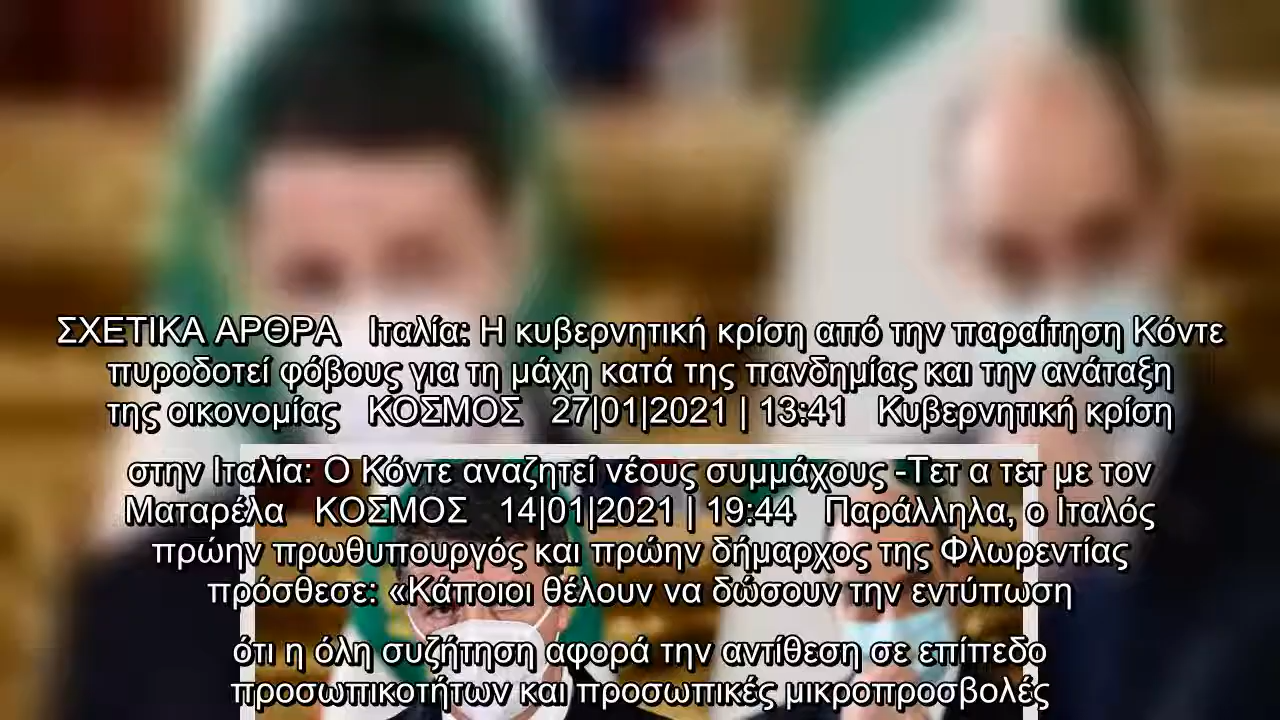 ΣΧΕΤΙΚΑ ΑΡΘΡΑ   Ιταλία: Η κυβερνητική κρίση από την παραίτηση Κόντε
πυροδοτεί φόβους για τη μάχη κατά της πανδημίας και την ανάταξη
της οικονομίας   ΚΟΣΜΟΣ   27|01|2021 | 13:41   Κυβερνητική κρίση
στην Ιταλία: Ο Κόντε αναζητεί νέους συμμάχους -Τετ α τετ με τον
Ματαρέλα   ΚΟΣΜΟΣ   14|01|2021 | 19:44   Παράλληλα, ο Ιταλός
πρώην πρωθυπουργός και πρώην δήμαρχος της Φλωρεντίας
πρόσθεσε: «Κάποιοι θέλουν να δώσουν την εντύπωση
ότι η όλη συζήτηση αφορά την αντίθεση σε επίπεδο
προσωπικοτήτων και προσωπικές μικροπροσβολές